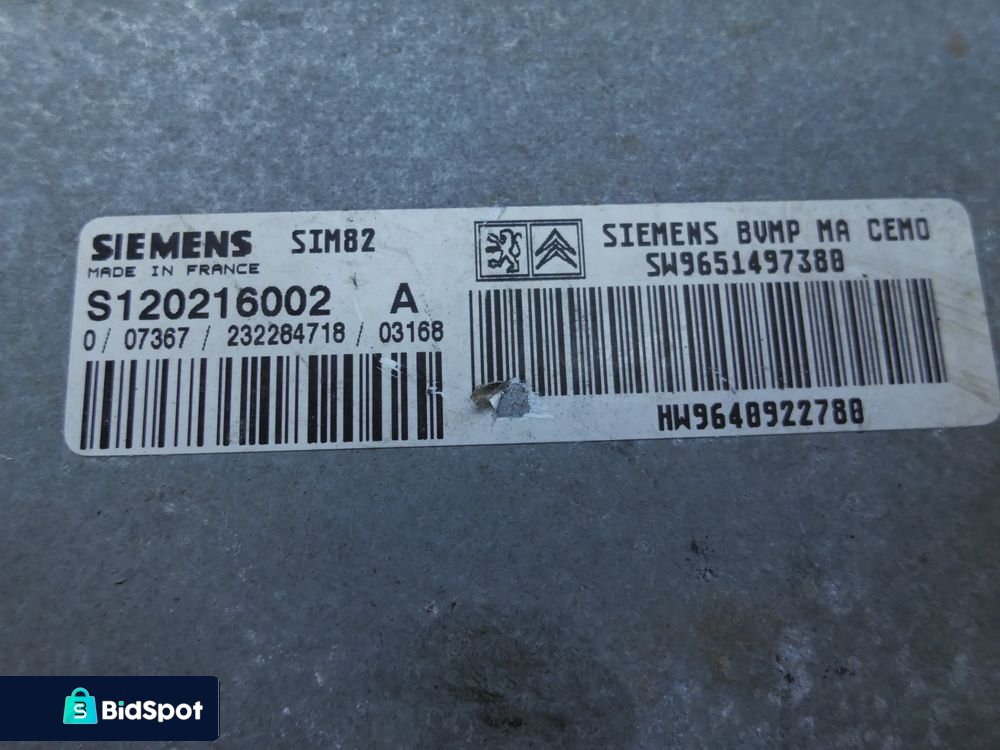 SIEMENS SIM82
MADE IN FRANCE
S120216002 A
0/ 07367 / 232284718 / 03168
SIEMENS BVMP MA CEMO
SW9651497380
HW9640922780
BidSpot